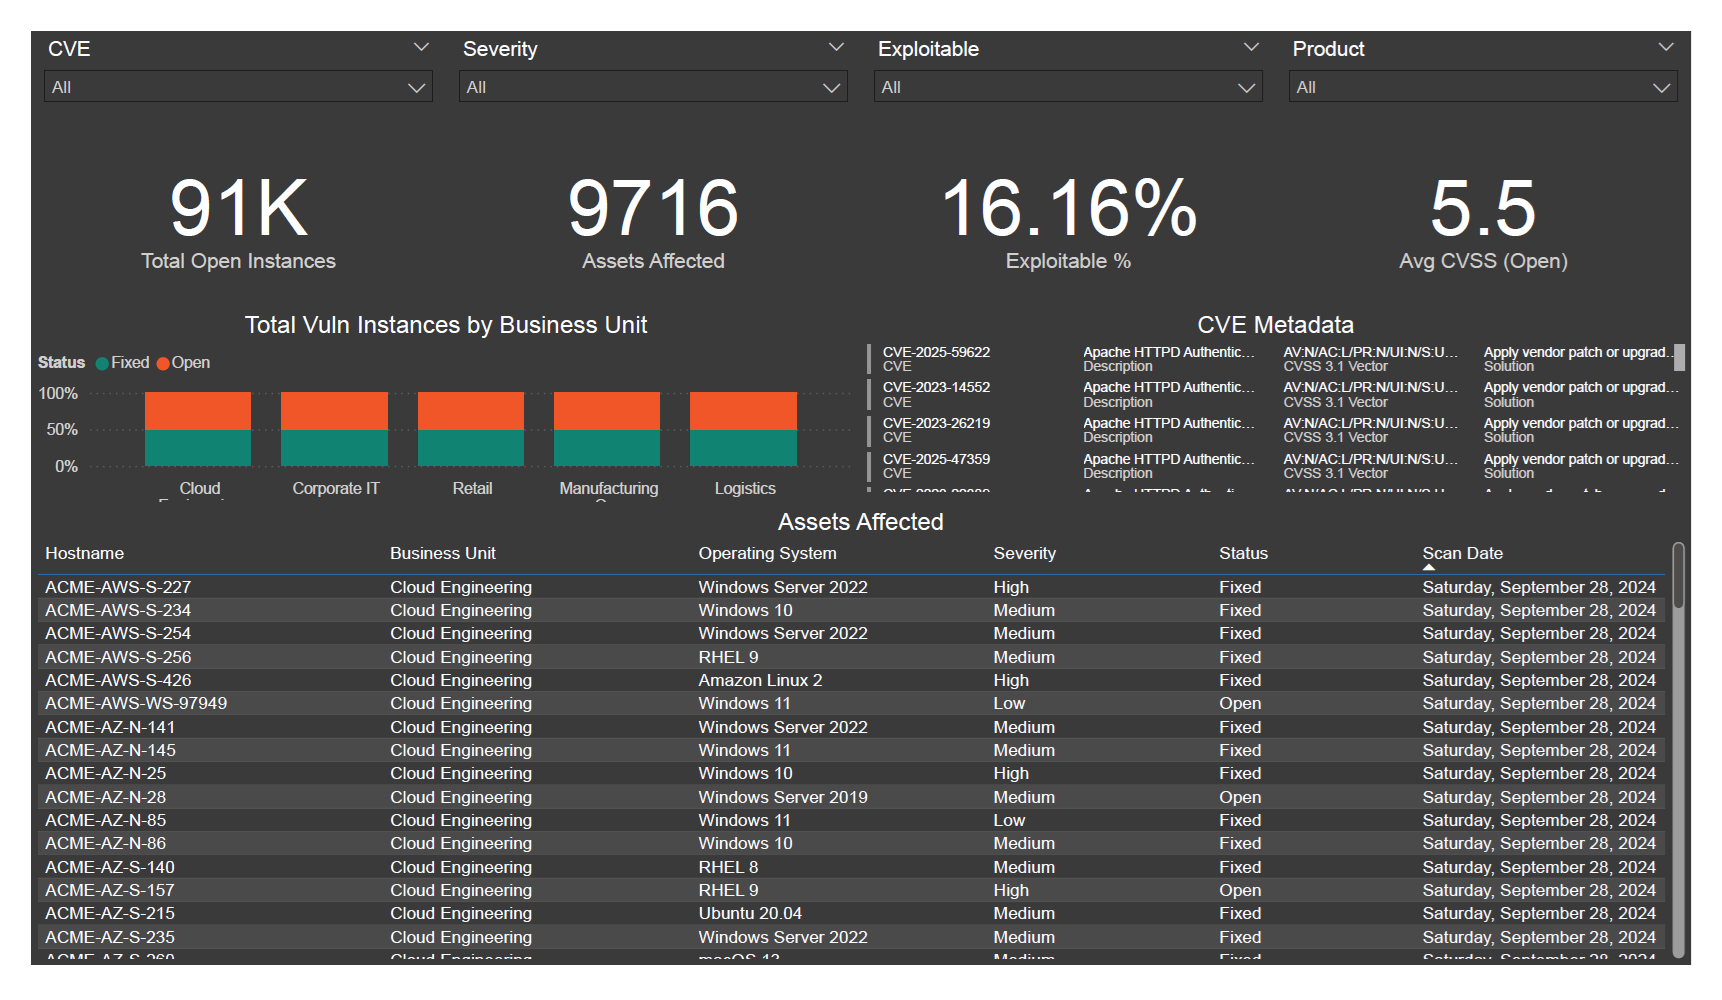 CVE Severity Exploitable Product
All All All All
91K 9716 16.16% 5.5
Total Open Instances Assets Affected Exploitable % Avg CVSS (Open)
Total Vuln Instances by Business Unit
Status Fixed Open
100%
50%
0%
Cloud Corporate IT Retail Manufacturing Logistics
CVE Metadata
CVE-2025-59622 Apache HTTPD Authentic... AV:N/AC:L/PR:N/UI:N/S:U... Apply vendor patch or upgrad...
CVE Description CVSS 3.1 Vector Solution
CVE-2023-14552 Apache HTTPD Authentic... AV:N/AC:L/PR:N/UI:N/S:U... Apply vendor patch or upgrad...
CVE Description CVSS 3.1 Vector Solution
CVE-2023-26219 Apache HTTPD Authentic... AV:N/AC:L/PR:N/UI:N/S:U... Apply vendor patch or upgrad...
CVE Description CVSS 3.1 Vector Solution
CVE-2025-47359 Apache HTTPD Authentic... AV:N/AC:L/PR:N/UI:N/S:U... Apply vendor patch or upgrad...
CVE Description CVSS 3.1 Vector Solution
Assets Affected
Hostname Business Unit Operating System Severity Status Scan Date
ACME-AWS-S-227 Cloud Engineering Windows Server 2022 High Fixed Saturday, September 28, 2024
ACME-AWS-S-234 Cloud Engineering Windows 10 Medium Fixed Saturday, September 28, 2024
ACME-AWS-S-254 Cloud Engineering Windows Server 2022 Medium Fixed Saturday, September 28, 2024
ACME-AWS-S-256 Cloud Engineering RHEL 9 Medium Fixed Saturday, September 28, 2024
ACME-AWS-S-426 Cloud Engineering Amazon Linux 2 High Fixed Saturday, September 28, 2024
ACME-AWS-WS-97949 Cloud Engineering Windows 11 Low Open Saturday, September 28, 2024
ACME-AZ-N-141 Cloud Engineering Windows Server 2022 Medium Fixed Saturday, September 28, 2024
ACME-AZ-N-145 Cloud Engineering Windows 11 Medium Fixed Saturday, September 28, 2024
ACME-AZ-N-25 Cloud Engineering Windows 10 High Fixed Saturday, September 28, 2024
ACME-AZ-N-28 Cloud Engineering Windows Server 2019 Medium Open Saturday, September 28, 2024
ACME-AZ-N-85 Cloud Engineering Windows 11 Low Fixed Saturday, September 28, 2024
ACME-AZ-N-86 Cloud Engineering Windows 10 Medium Fixed Saturday, September 28, 2024
ACME-AZ-S-140 Cloud Engineering RHEL 8 Medium Fixed Saturday, September 28, 2024
ACME-AZ-S-157 Cloud Engineering RHEL 9 High Open Saturday, September 28, 2024
ACME-AZ-S-215 Cloud Engineering Ubuntu 20.04 Medium Fixed Saturday, September 28, 2024
ACME-AZ-S-235 Cloud Engineering Windows Server 2022 Medium Fixed Saturday, September 28, 2024